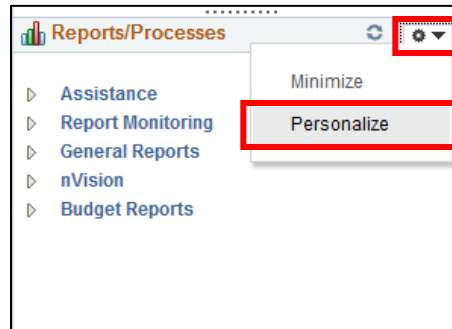 Reports/Processes
Minimize
Personalize
Assistance
Report Monitoring
General Reports
nVision
Budget Reports